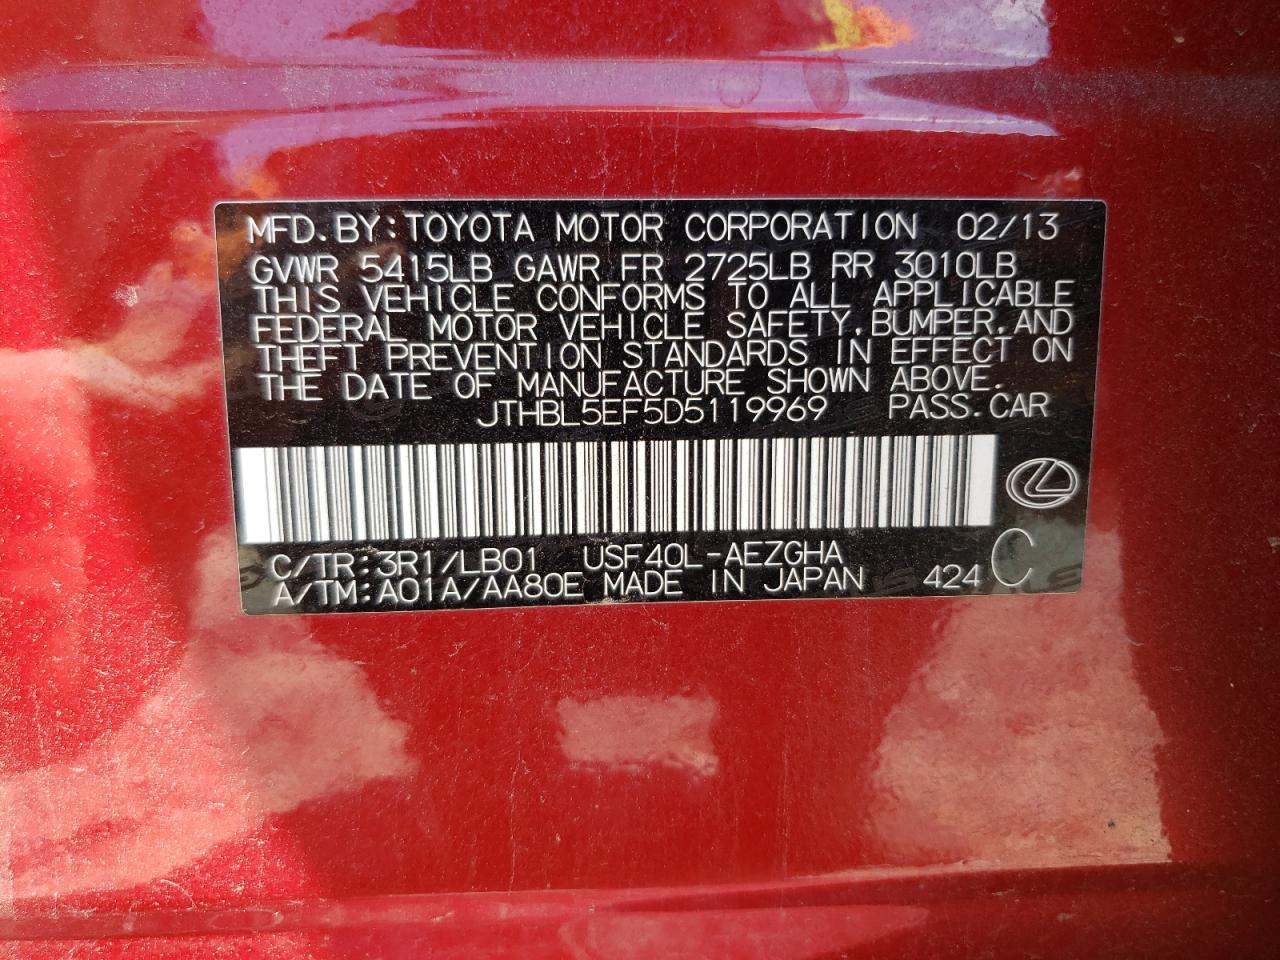 MFD.BY:TOYOTA MOTOR CORPORATION 02/13
GVWR 5415LB GAWR FR 2725LB RR 3010LB
THIS VEHICLE CONFORMS TO ALL APPLICABLE
FEDERAL MOTOR VEHICLE SAFETY,BUMPER,AND
THEFT PREVENTION STANDARDS IN EFFECT ON
THE DATE OF MANUFACTURE SHOWN ABOVE.
JTHBL5EF5D5119969 PASS.CAR
C/TR:3R1/LB01 USF40L-AEZGHA
A/TM:A01A/AA80E MADE IN JAPAN 424 C